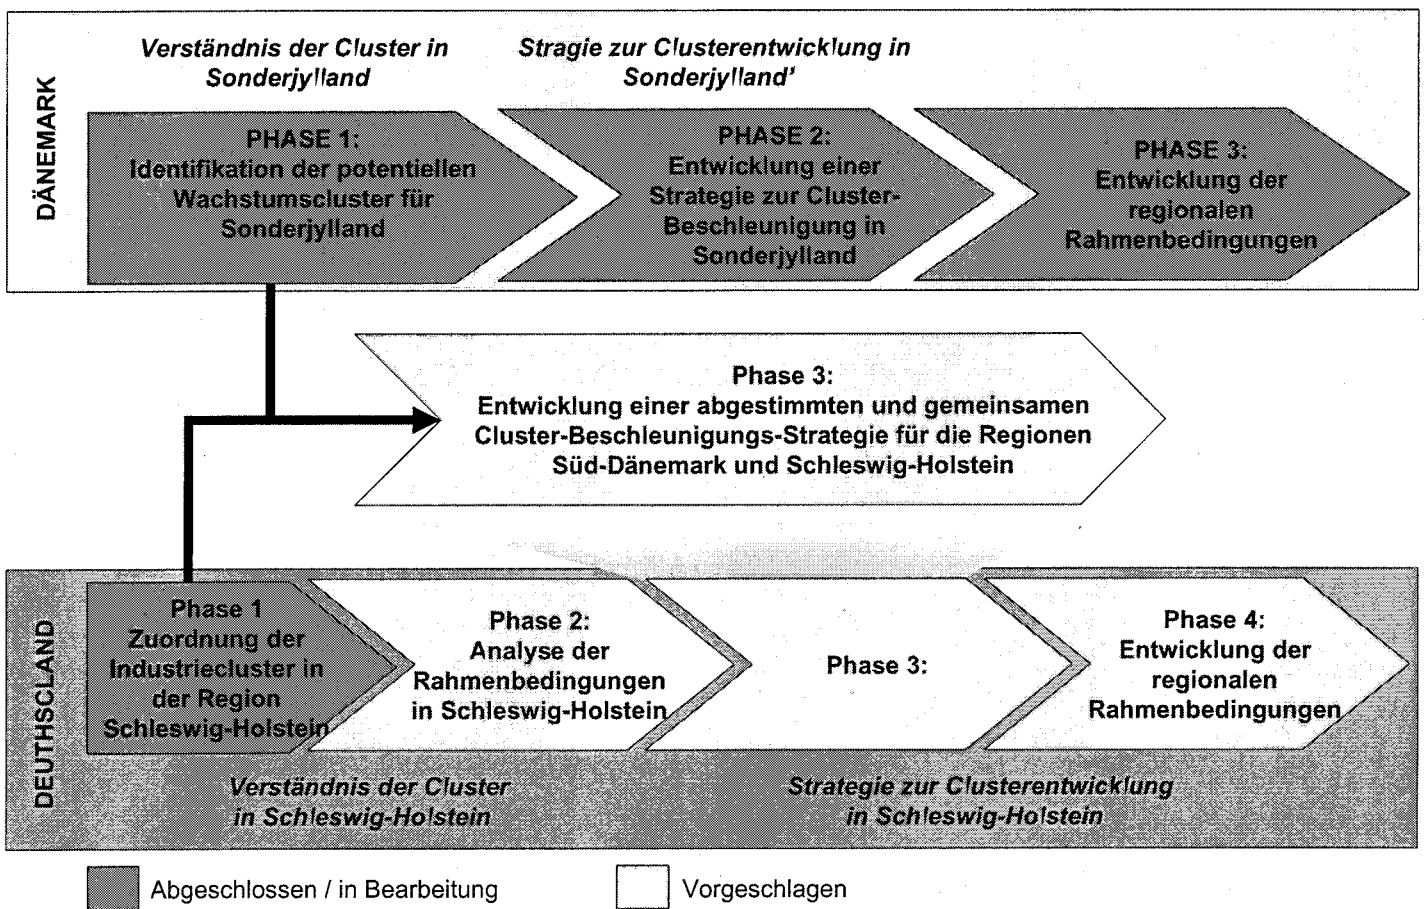 DÄNEMARK
Verständnis der Cluster in
Sonderjylland
Stragie zur Clusterentwicklung in
Sonderjylland’
PHASE 1:
Identifikation der potentiellen
Wachstumscluster für
Sonderjylland
PHASE 2:
Entwicklung einer
Strategie zur Cluster-
Beschleunigung in
Sonderjylland
PHASE 3:
Entwicklung der
regionalen
Rahmenbedingungen
Phase 3:
Entwicklung einer abgestimmten und gemeinsamen
Cluster-Beschleunigungs-Strategie für die Regionen
Süd-Dänemark und Schleswig-Holstein
DEUTHSCLAND
Phase 1
Zuordnung der
Industriecluster in
der Region
Schleswig-Holstein
Phase 2:
Analyse der
Rahmenbedingungen
in Schleswig-Holstein
Phase 3:
Phase 4:
Entwicklung der
regionalen
Rahmenbedingungen
Verständnis der Cluster
in Schleswig-Holstein
Strategie zur Clusterentwicklung
in Schleswig-Holstein
Abgeschlossen / in Bearbeitung
Vorgeschlagen